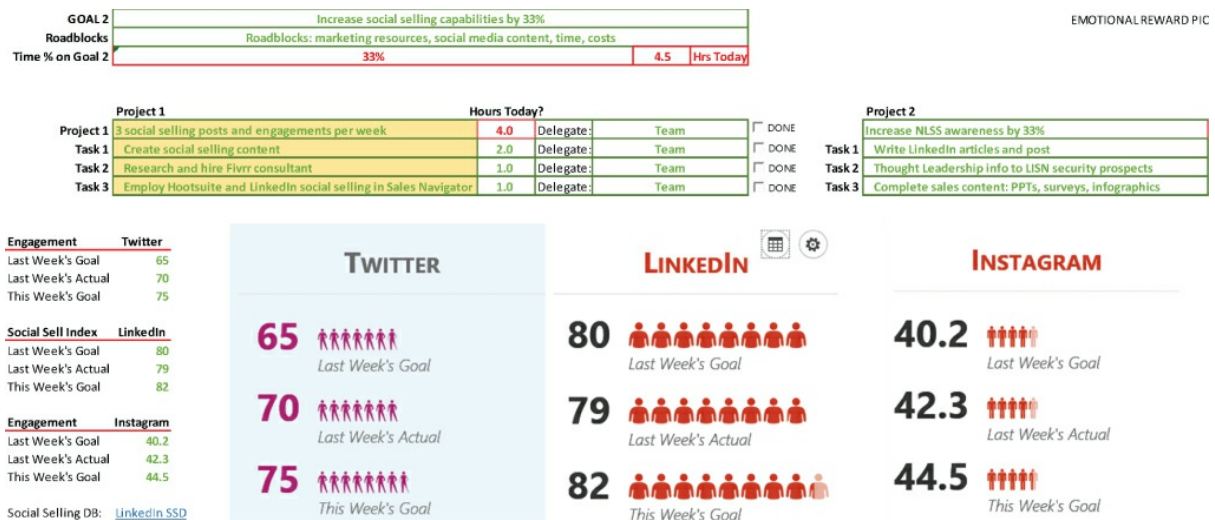 GOAL 2 Increase social selling capabilities by 33% EMOTIONAL REWARD PIC
Roadblocks Roadblocks: marketing resources, social media content, time, costs
Time % on Goal 2 33% 4.5 Hrs Today
Project 1 Hours Today? Project 2
Project 1 3 social selling posts and engagements per week 4.0 Delegate: Team DONE Increase NLSS awareness by 33%
Task 1 Create social selling content 2.0 Delegate: Team DONE Task 1 Write LinkedIn articles and post
Task 2 Research and hire Fivrr consultant 1.0 Delegate: Team DONE Task 2 Thought Leadership info to LISN security prospects
Task 3 Employ Hootsuite and LinkedIn social selling in Sales Navigator 1.0 Delegate: Team DONE Task 3 Complete sales content: PPTs, surveys, infographics
Engagement Twitter
Last Week's Goal 65
Last Week's Actual 70
This Week's Goal 75
Social Sell Index LinkedIn
Last Week's Goal 80
Last Week's Actual 79
This Week's Goal 82
Engagement Instagram
Last Week's Goal 40.2
Last Week's Actual 42.3
This Week's Goal 44.5
Social Selling DB: LinkedIn SSD
TWITTER
65
Last Week's Goal
70
Last Week's Actual
75
This Week's Goal
LINKEDIN
80
Last Week's Goal
79
Last Week's Actual
82
This Week's Goal
INSTAGRAM
40.2
Last Week's Goal
42.3
Last Week's Actual
44.5
This Week's Goal